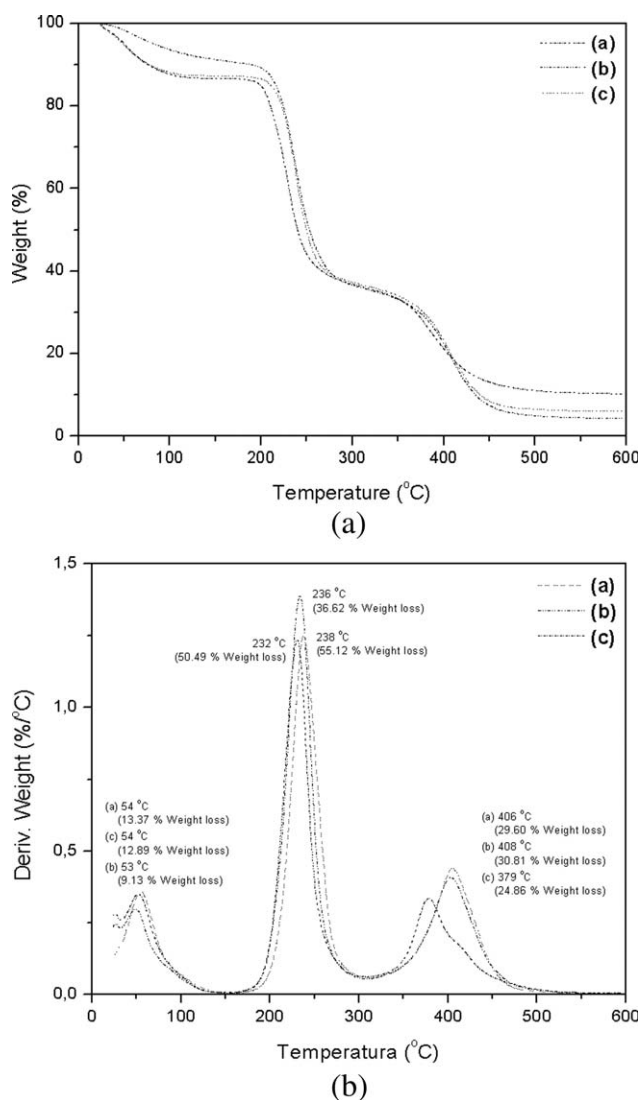 100
80
60
40
20
0
Weight (%)
(a)
(b)
(c)
0 100 200 300 400 500 600
Temperature (°C)
(a)
1,5
1,0
0,5
0,0
Deriv. Weight (%/°C)
(a)
(b)
(c)
236 °C
(36.62 % Weight loss)
232 °C
(50.49 % Weight loss)
238 °C
(55.12 % Weight loss)
(a) 54 °C
(13.37 % Weight loss)
(c) 54 °C
(12.89 % Weight loss)
(b) 53 °C
(9.13 % Weight loss)
(a) 406 °C
(29.60 % Weight loss)
(b) 408 °C
(30.81 % Weight loss)
(c) 379 °C
(24.86 % Weight loss)
0 100 200 300 400 500 600
Temperatura (°C)
(b)